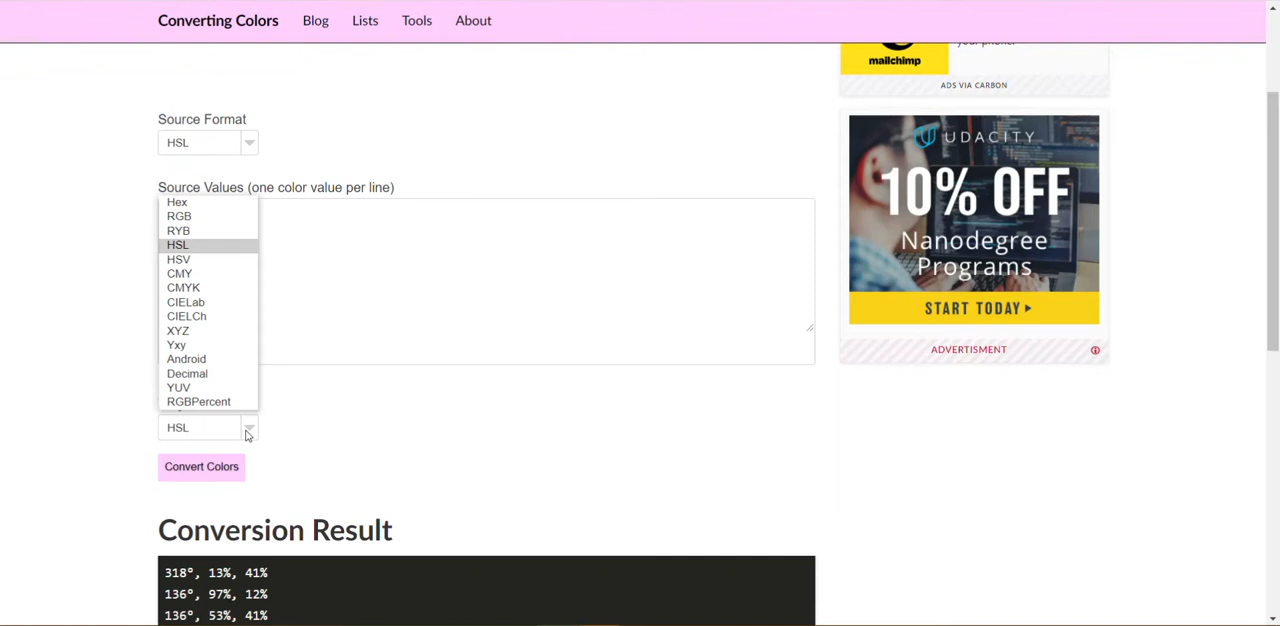 Converting Colors Blog Lists Tools About
mailchimp
ADS VIA CARBON
Source Format
HSL
Source Values (one color value per line)
Hex
RGB
RYB
HSL
HSV
CMY
CMYK
CIELab
CIELCh
XYZ
Yxy
Android
Decimal
YUV
RGBPercent
HSL
Convert Colors
Conversion Result
318°, 13%, 41%
136°, 97%, 12%
136°, 53%, 41%
UDACITY
10% OFF
Nanodegree
Programs
START TODAY
ADVERTISMENT